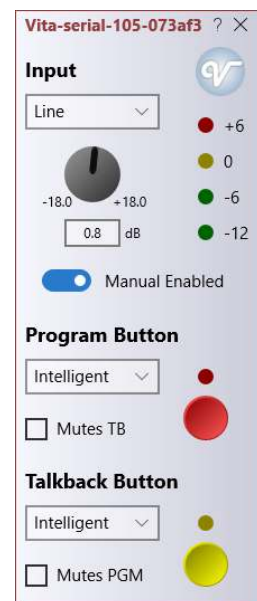 Vita-serial-105-073af3 ? ×
Input
Line
+6
0
-18.0 +18.0
-6
0.8 dB
-12
Manual Enabled
Program Button
Intelligent
Mutes TB
Talkback Button
Intelligent
Mutes PGM